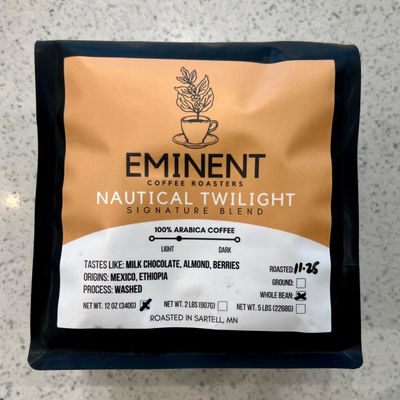 EMINENT
COFFEE ROASTERS
NAUTICAL TWILIGHT
SIGNATURE BLEND
100% ARABICA COFFEE
LIGHT DARK
TASTES LIKE: MILK CHOCOLATE, ALMOND, BERRIES
ORIGINS: MEXICO, ETHIOPIA
PROCESS: WASHED
ROASTED: 11-25
GROUND:
WHOLE BEAN:
NET WT. 12 OZ (340G) NET WT. 2 LBS (907G) NET WT. 5 LBS (2268G)
ROASTED IN SARTELL, MN